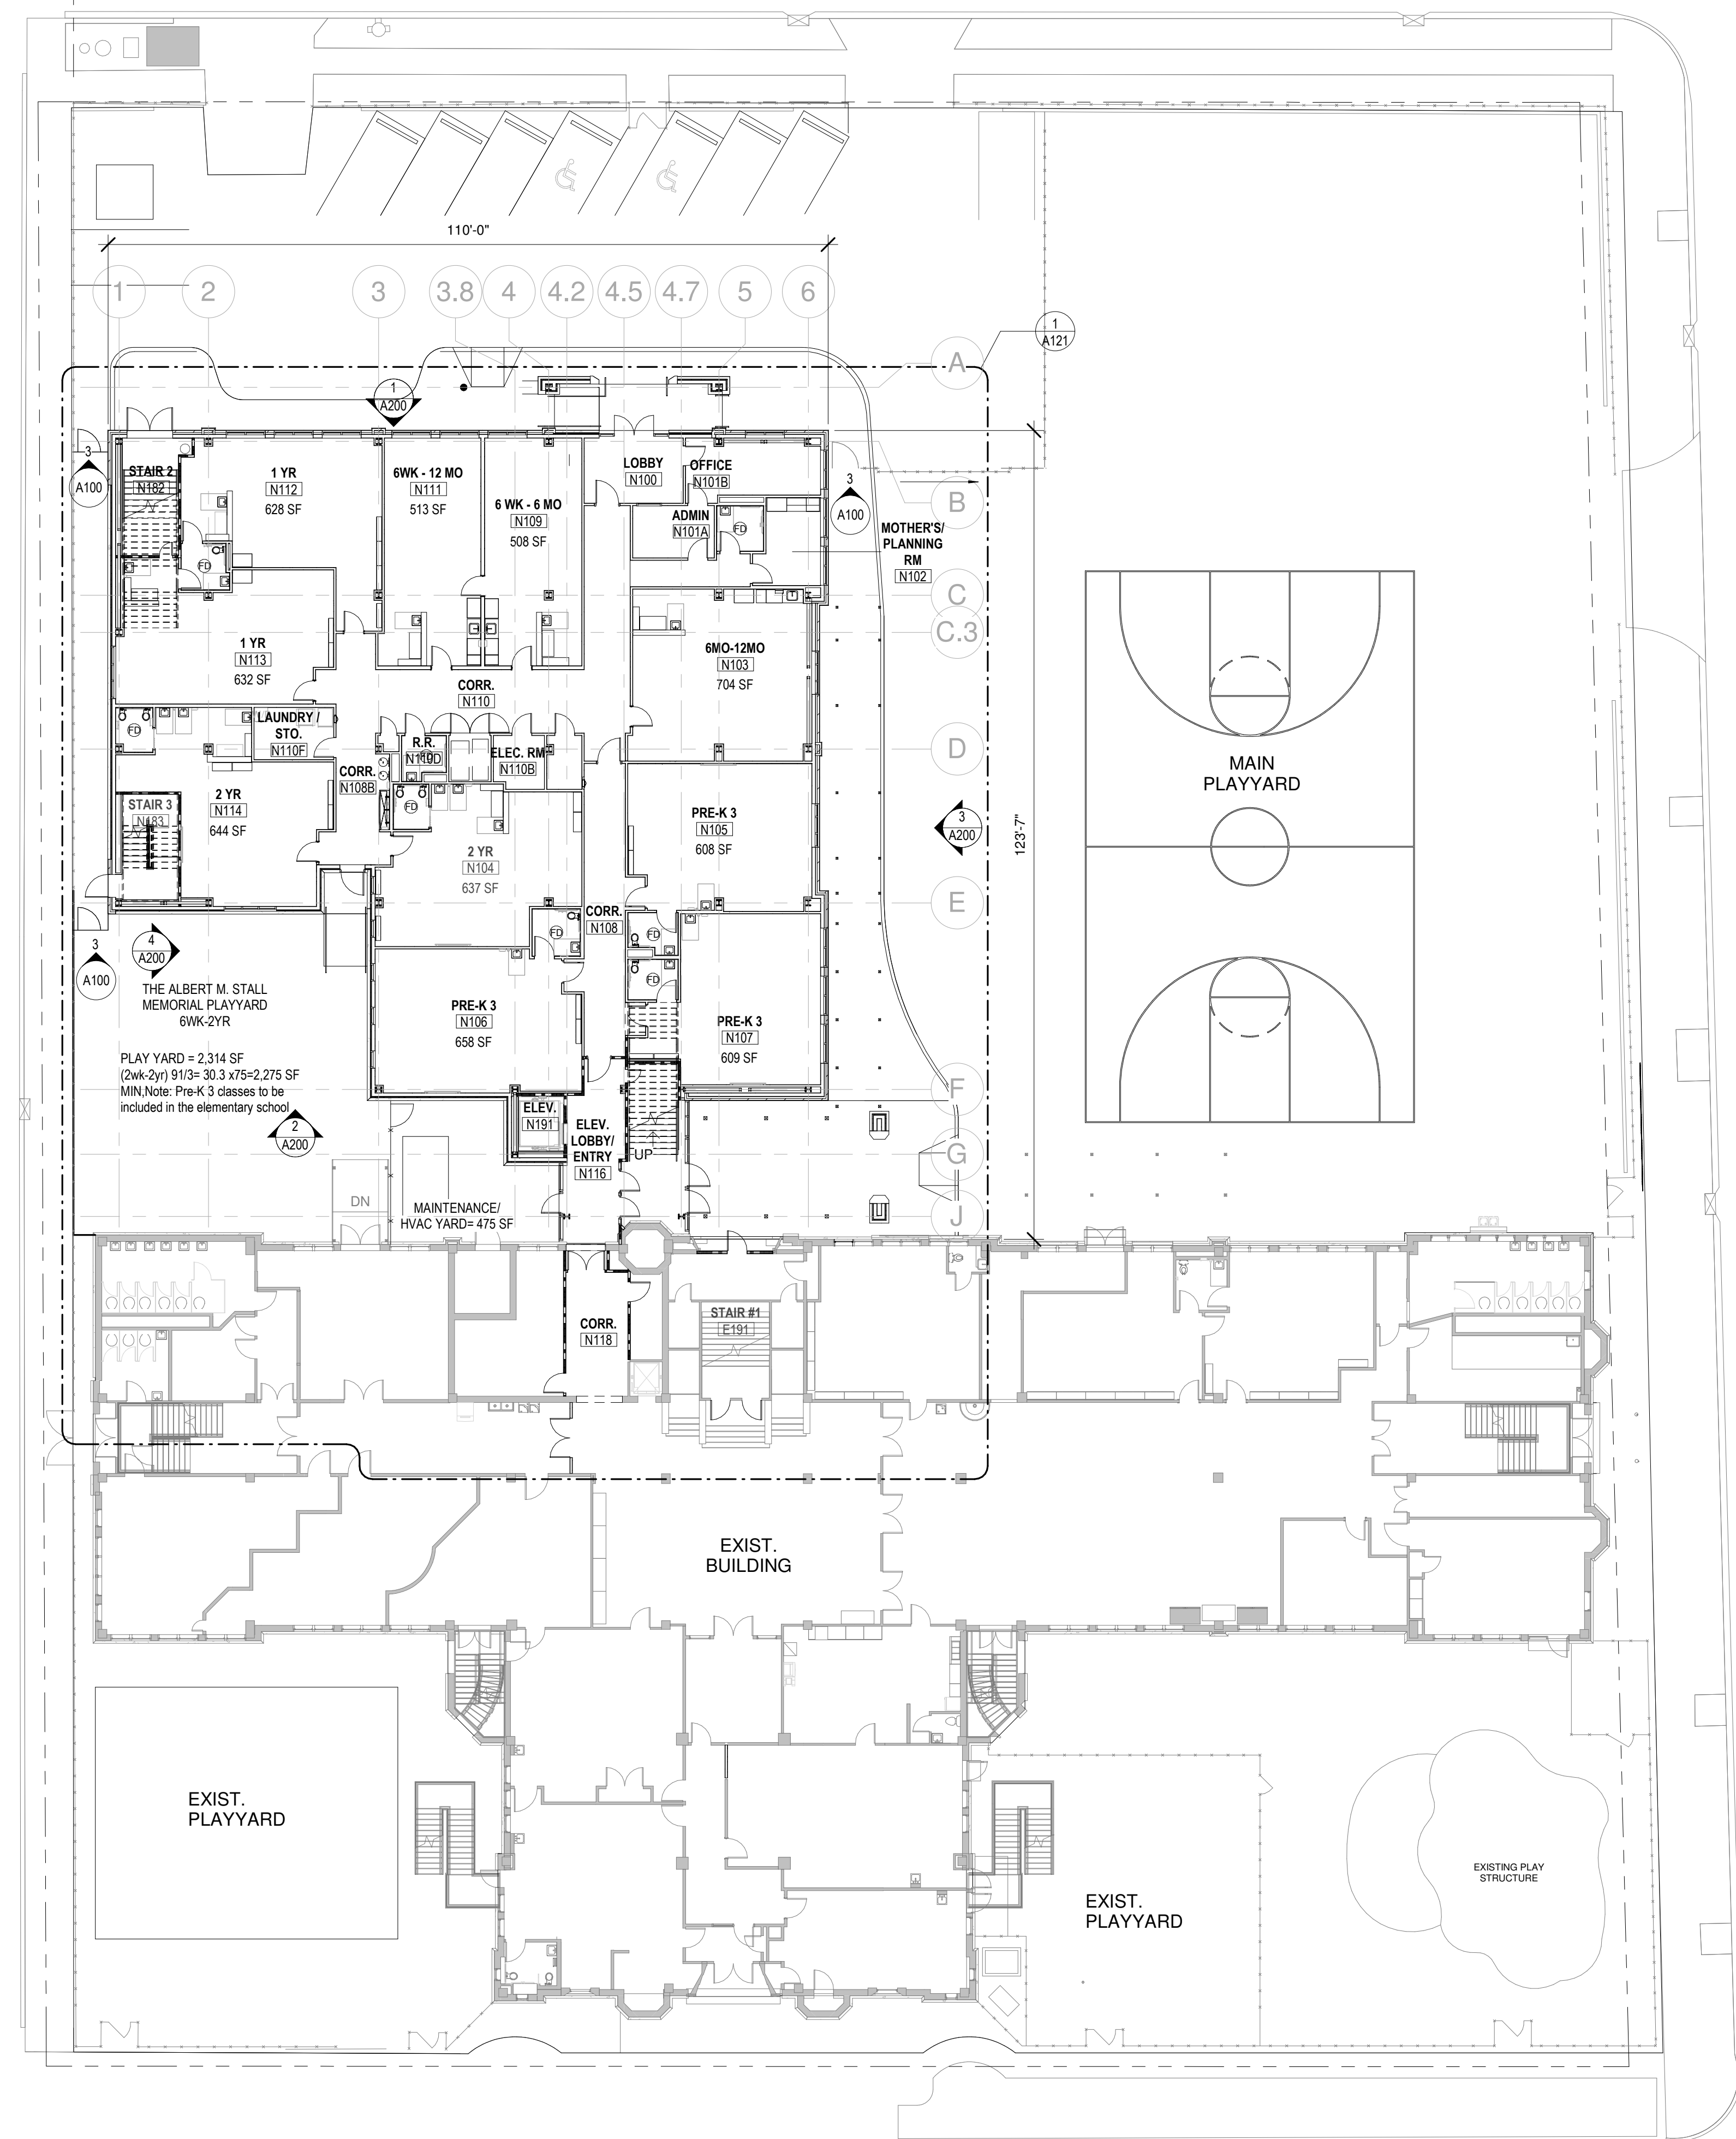 110'-0"
1
2
3
3.8
4
4.2
4.5
4.7
5
6
1
A121
A
1
A200
3
A100
STAIR 2
N182
1 YR
N112
628 SF
6WK - 12 MO
N111
513 SF
6 WK - 6 MO
N109
508 SF
LOBBY
N100
OFFICE
N101B
3
A100
B
ADMIN
N101A
FD
MOTHER'S/
PLANNING
RM
N102
FD
C
C.3
1 YR
N113
632 SF
6MO-12MO
N103
704 SF
CORR.
N110
LAUNDRY /
STO.
N110F
FD
R.R.
N110D
ELEC. RM
N110B
D
MAIN
PLAYYARD
CORR.
N108B
STAIR 3
N183
2 YR
N114
644 SF
FD
PRE-K 3
N105
608 SF
3
A200
123'-7"
2 YR
N104
637 SF
E
CORR.
N108
FD
FD
FD
3
A100
4
A200
THE ALBERT M. STALL
MEMORIAL PLAYYARD
6WK-2YR
PRE-K 3
N106
658 SF
PRE-K 3
N107
609 SF
PLAY YARD = 2,314 SF
(2wk-2yr) 91/3= 30.3 x75=2,275 SF
MIN,Note: Pre-K 3 classes to be
included in the elementary school
F
2
A200
ELEV.
N191
ELEV.
LOBBY/
ENTRY
N116
UP
G
DN
MAINTENANCE/
HVAC YARD= 475 SF
J
CORR.
N118
STAIR #1
E191
EXIST.
BUILDING
EXIST.
PLAYYARD
EXISTING PLAY
STRUCTURE
EXIST.
PLAYYARD